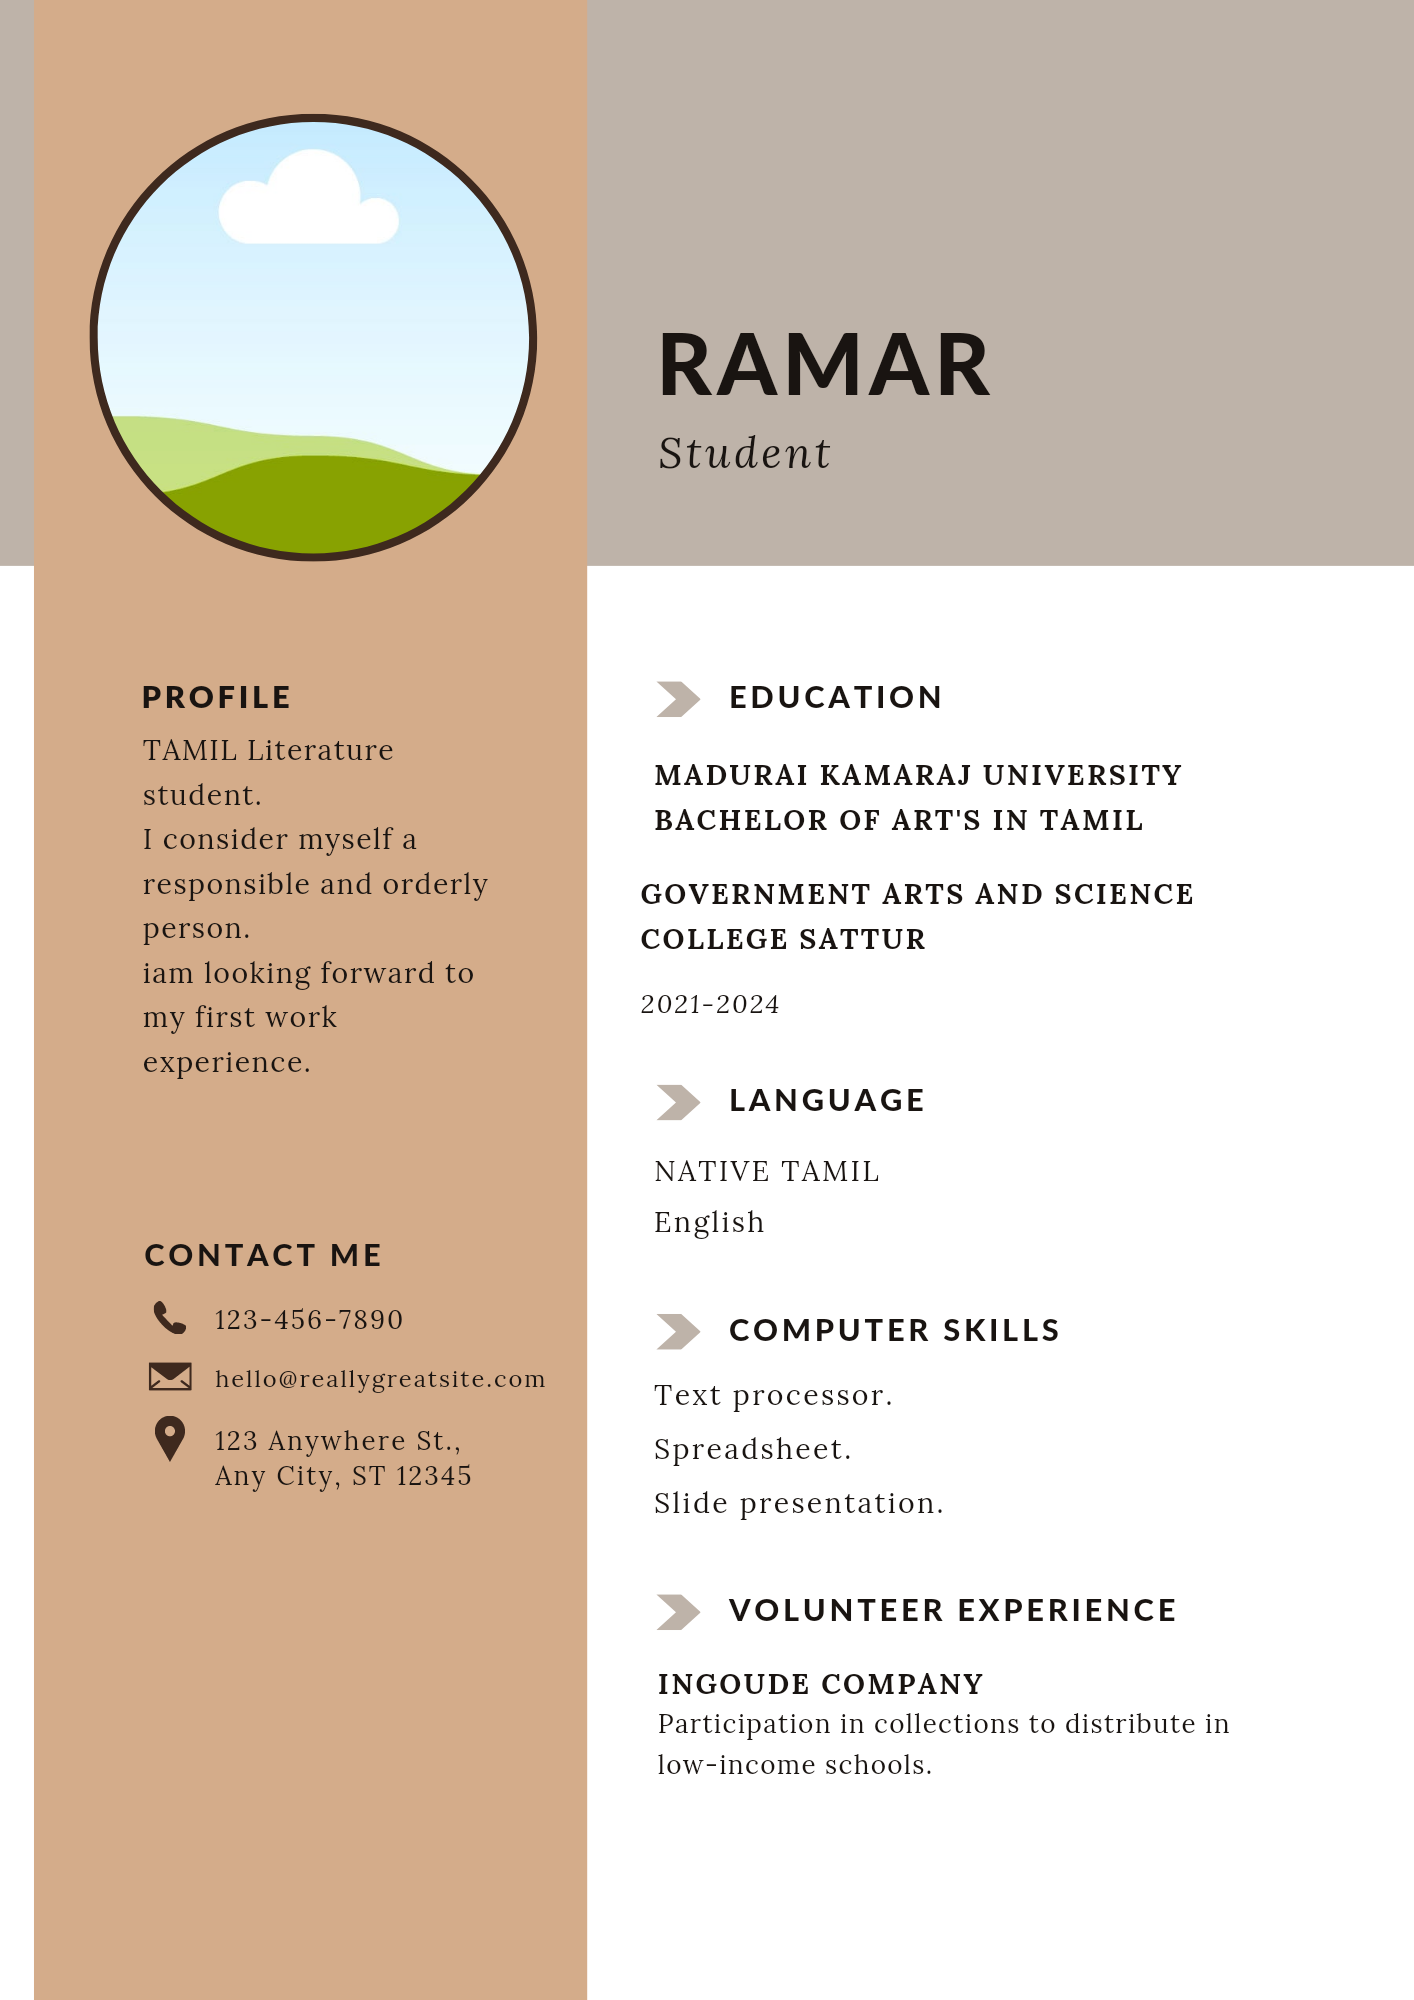 RAMAR
Student
PROFILE
TAMIL Literature
student.
I consider myself a
responsible and orderly
person.
iam looking forward to
my first work
experience.
CONTACT ME
123-456-7890
hello@reallygreatsite.com
123 Anywhere St.,
Any City, ST 12345
EDUCATION
MADURAI KAMARAJ UNIVERSITY
BACHELOR OF ART'S IN TAMIL
GOVERNMENT ARTS AND SCIENCE
COLLEGE SATTUR
2021-2024
LANGUAGE
NATIVE TAMIL
English
COMPUTER SKILLS
Text processor.
Spreadsheet.
Slide presentation.
VOLUNTEER EXPERIENCE
INGOUDE COMPANY
Participation in collections to distribute in
low-income schools.